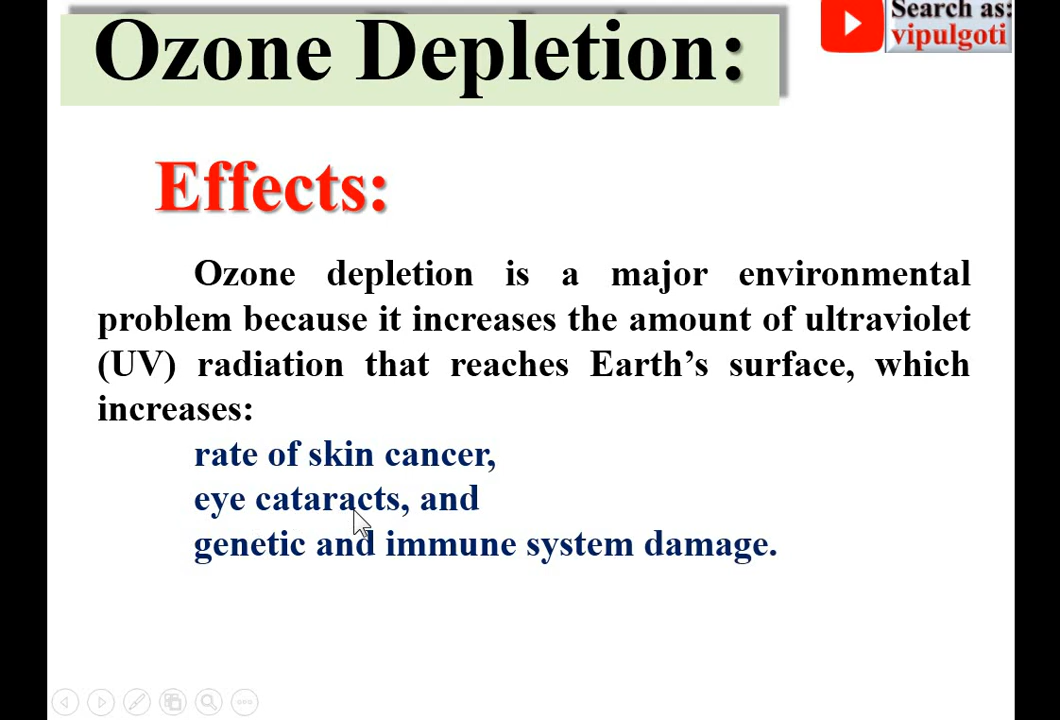 Search as:
vipulgoti
Ozone Depletion:
Effects:
Ozone depletion is a major environmental
problem because it increases the amount of ultraviolet
(UV) radiation that reaches Earth’s surface, which
increases:
rate of skin cancer,
eye cataracts, and
genetic and immune system damage.